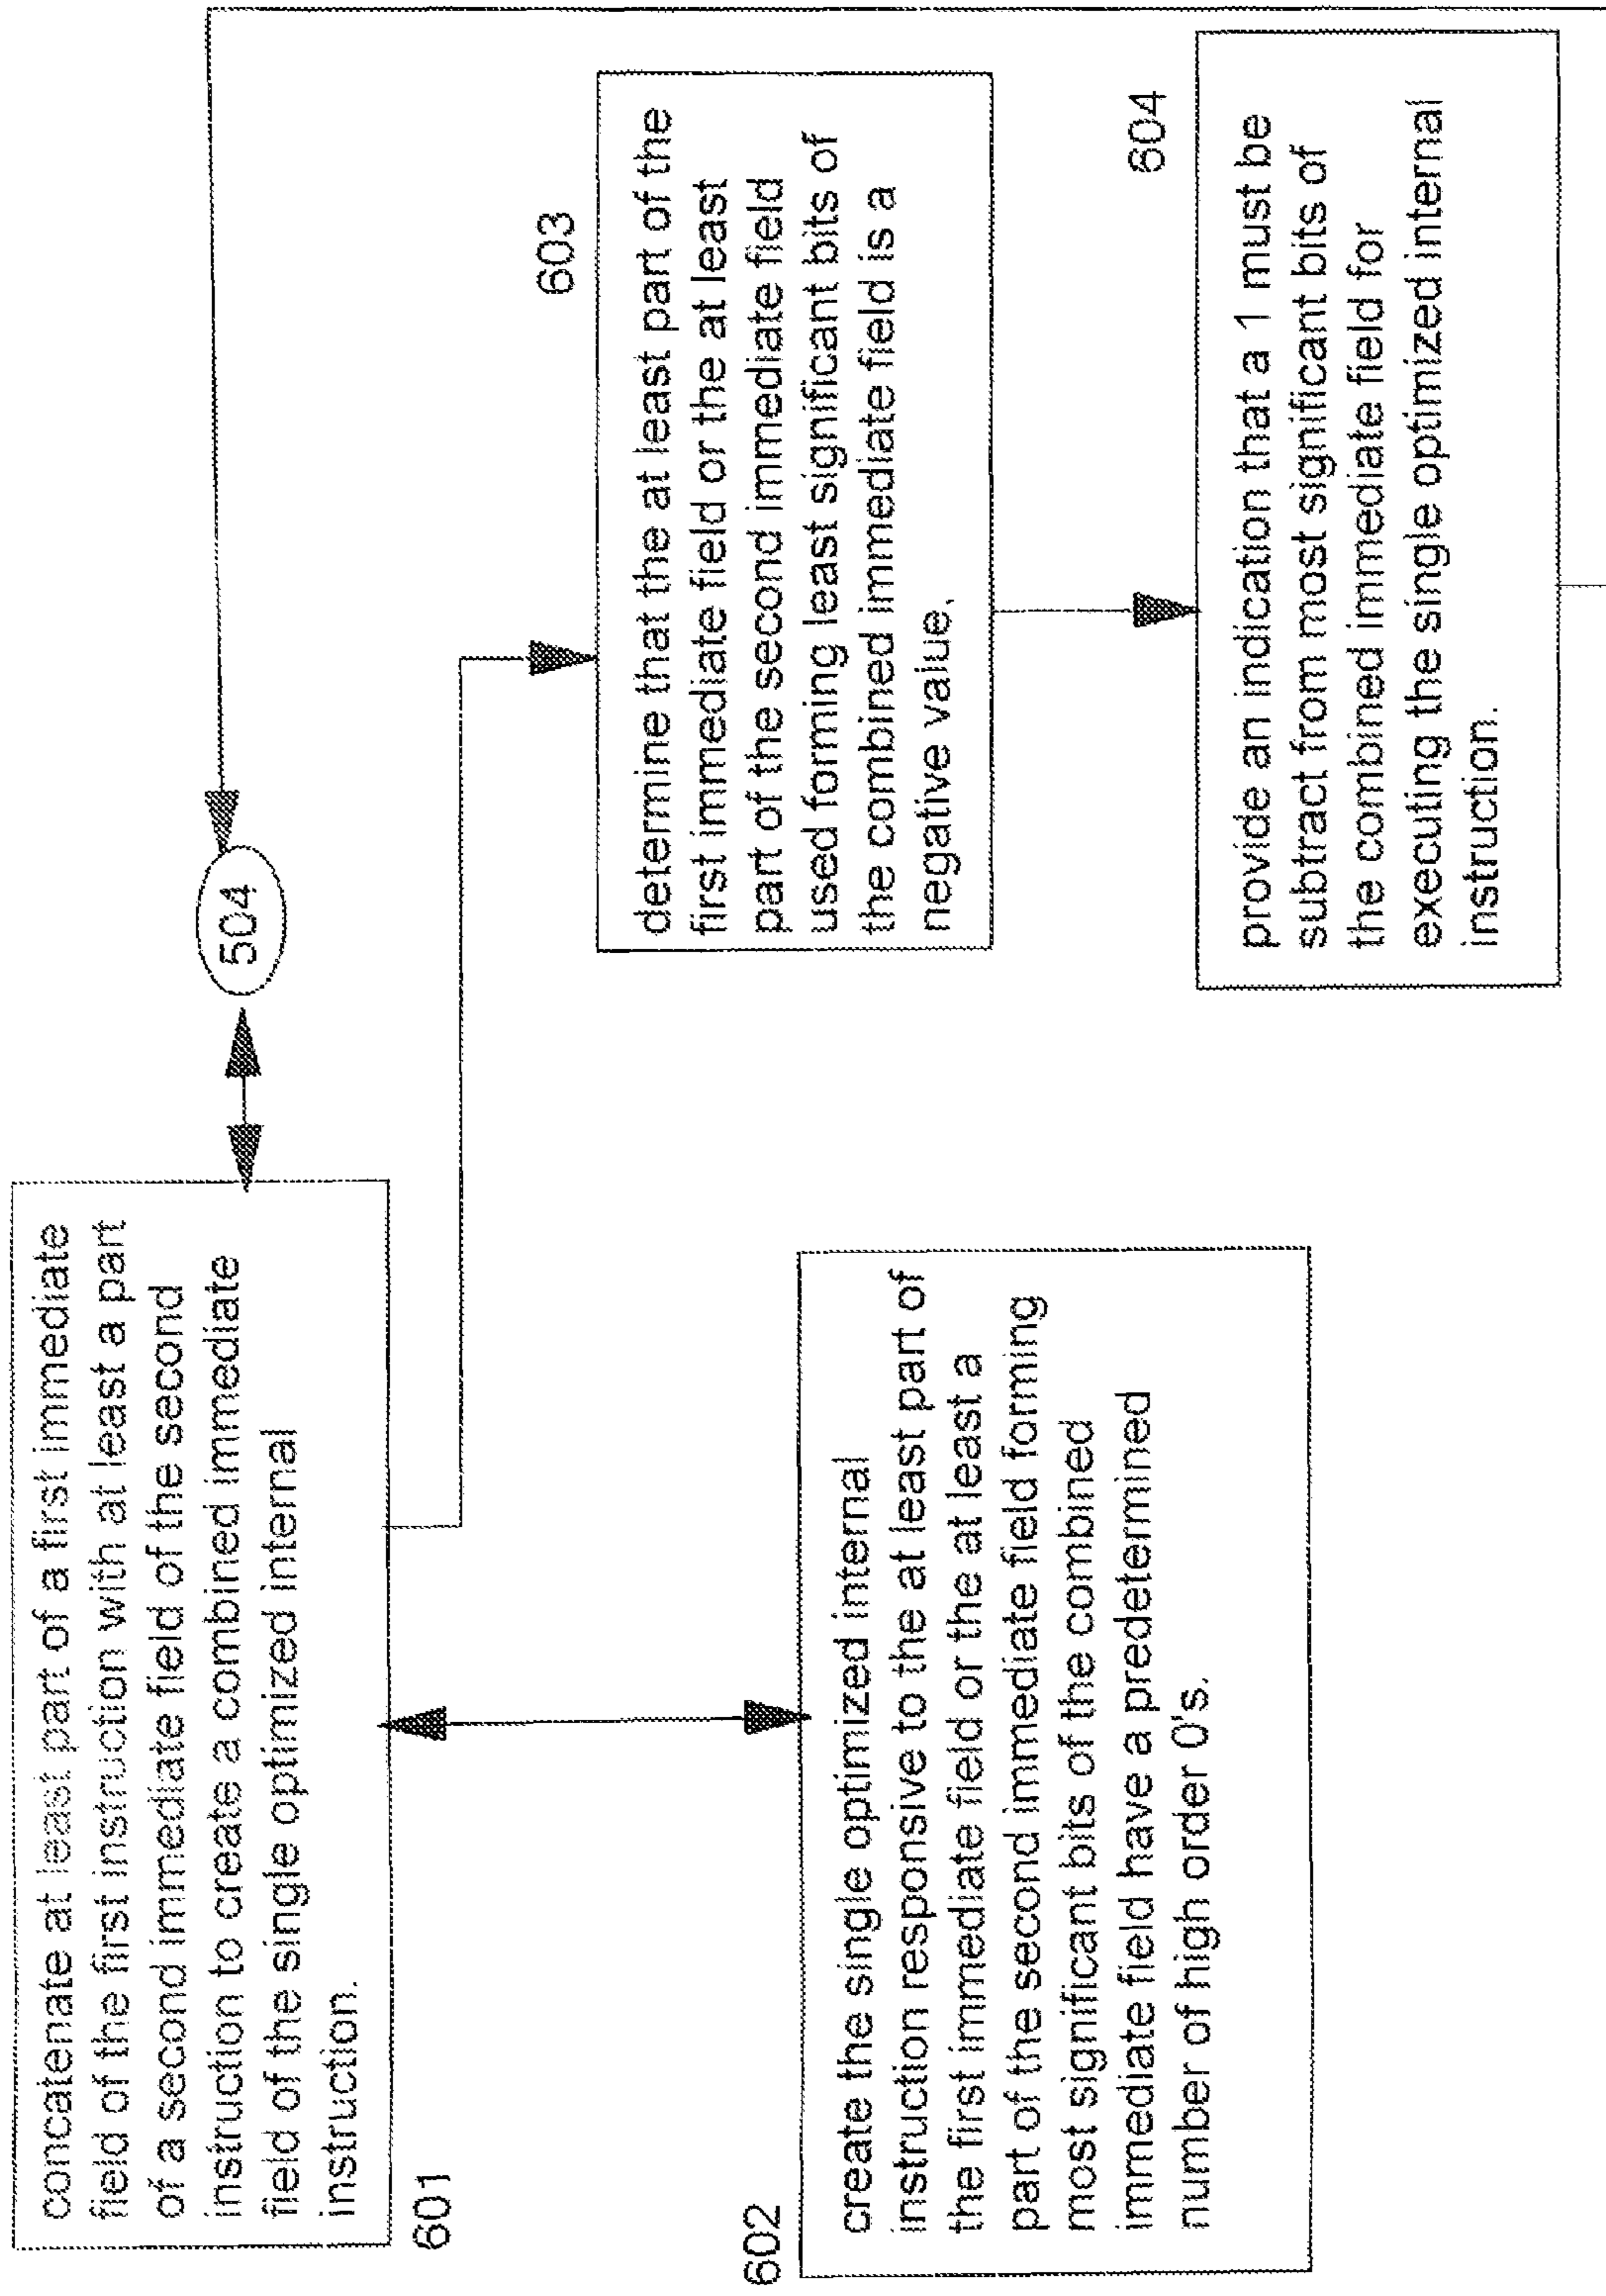 concatenate at least part of a first immediate
field of the first instruction with at least a part
of a second immediate field of the second
instruction to create a combined immediate
field of the single optimized internal
instruction.
601
504
602
create the single optimized internal
instruction responsive to the at least part of
the first immediate field or the at least a
part of the second immediate field forming
most significant bits of the combined
immediate field have a predetermined
number of high order 0's.
603
determine that the at least part of the
first immediate field or the at least
part of the second immediate field
used forming least significant bits of
the combined immediate field is a
negative value,
604
provide an indication that a 1 must be
subtract from most significant bits of
the combined immediate field for
executing the single optimized internal
instruction.